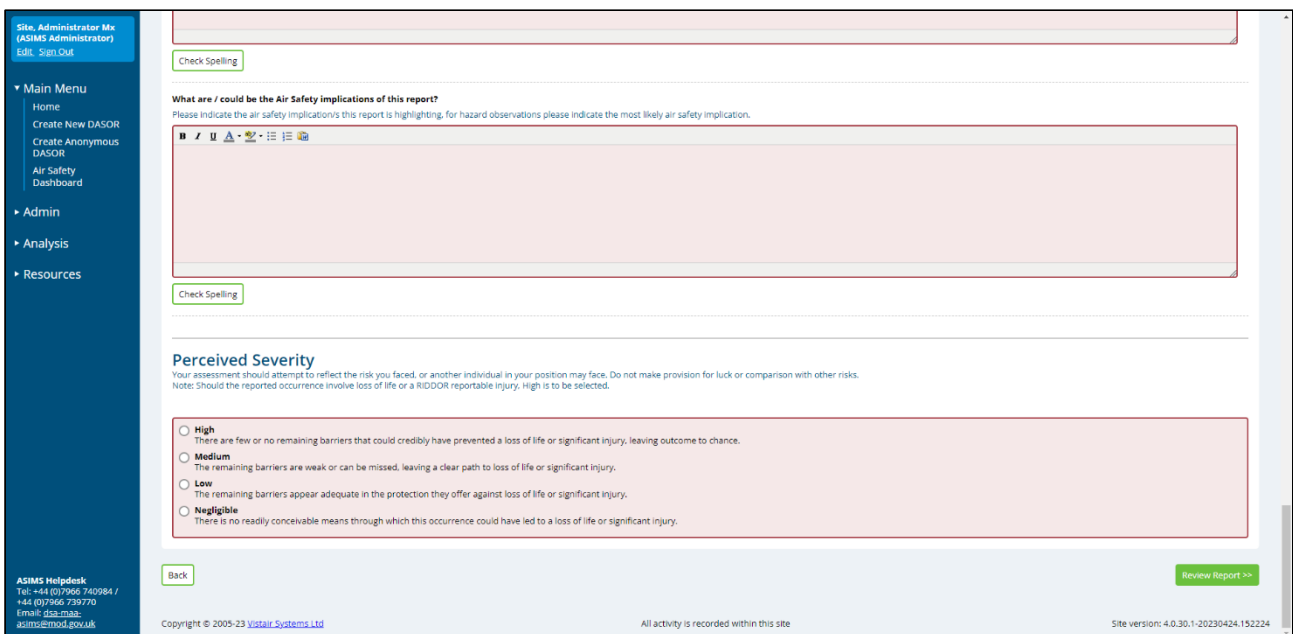 Site, Administrator Mx
(ASIMS Administrator)
Edit Sign Out
Main Menu
Home
Create New DASOR
Create Anonymous
DASOR
Air Safety
Dashboard
Admin
Analysis
Resources
ASIMS Helpdesk
Tel: +44 (0)7966 740984 /
+44 (0)7966 739770
Email: dsa-maa-
asims@mod.gov.uk
Check Spelling
What are / could be the Air Safety implications of this report?
Please indicate the air safety implication/s this report is highlighting, for hazard observations please indicate the most likely air safety implication.
B I U A
Check Spelling
Perceived Severity
Your assessment should attempt to reflect the risk you faced, or another individual in your position may face. Do not make provision for luck or comparison with other risks.
Note: Should the reported occurrence involve loss of life or a RIDDOR reportable injury, High is to be selected.
High
There are few or no remaining barriers that could credibly have prevented a loss of life or significant injury, leaving outcome to chance.
Medium
The remaining barriers are weak or can be missed, leaving a clear path to loss of life or significant injury.
Low
The remaining barriers appear adequate in the protection they offer against loss of life or significant injury.
Negligible
There is no readily conceivable means through which this occurrence could have led to a loss of life or significant injury.
Back
Review Report >>
Copyright © 2005-23 Vistair Systems Ltd
All activity is recorded within this site
Site version: 4.0.30.1-20230424.152224